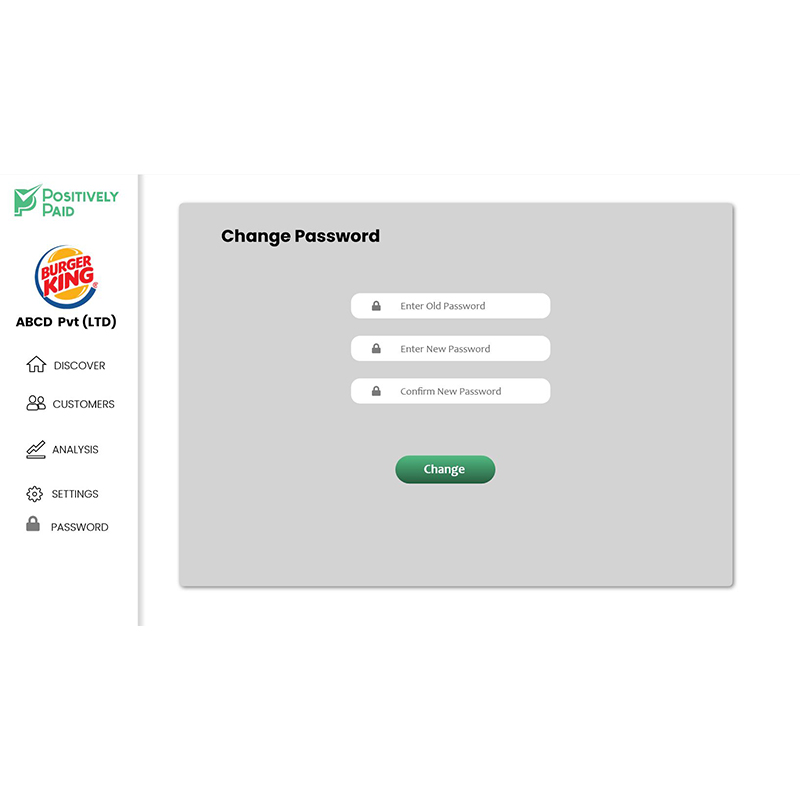 POSITIVELY
PAID
BURGER
KING
®
ABCD Pvt (LTD)
DISCOVER
CUSTOMERS
ANALYSIS
SETTINGS
PASSWORD
Change Password
Enter Old Password
Enter New Password
Confirm New Password
Change